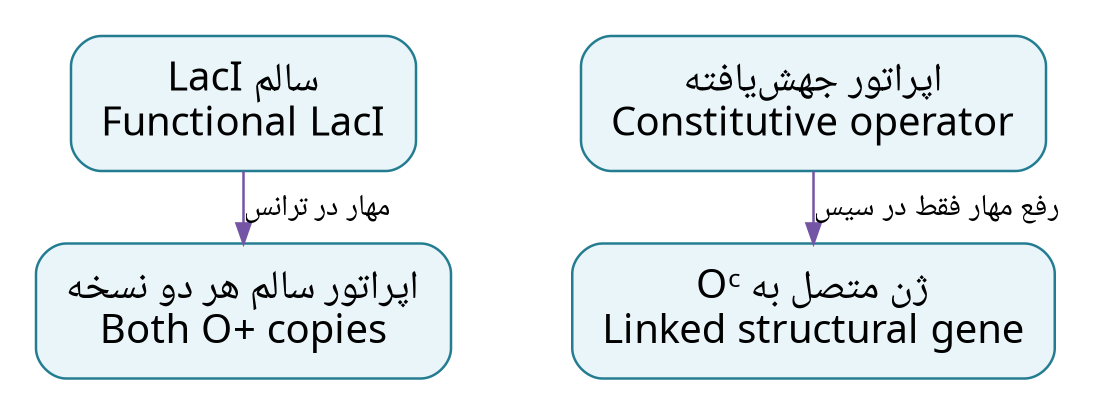 LacI سالم
Functional LacI
اپراتور جهش‌یافته
Constitutive operator
مهار در ترانس
رفع مهار فقط در سیس
اپراتور سالم هر دو نسخه
Both O+ copies
ژن متصل به Oᶜ
Linked structural gene